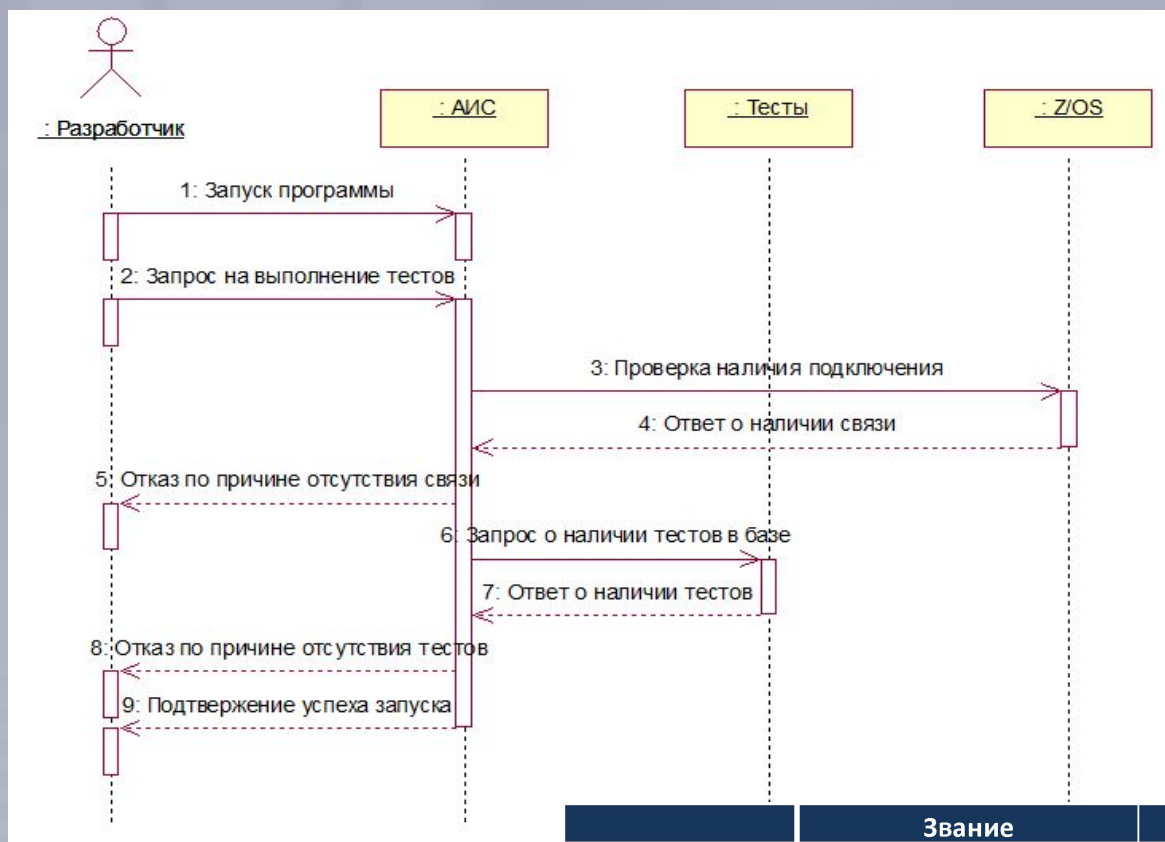 : Разработчик
: АИС
: Тесты
: Z/OS
1: Запуск программы
2: Запрос на выполнение тестов
3: Проверка наличия подключения
4: Ответ о наличии связи
5: Отказ по причине отсутствия связи
6: Запрос о наличии тестов в базе
7: Ответ о наличии тестов
8: Отказ по причине отсутствия тестов
9: Подтвержение успеха запуска
Звание